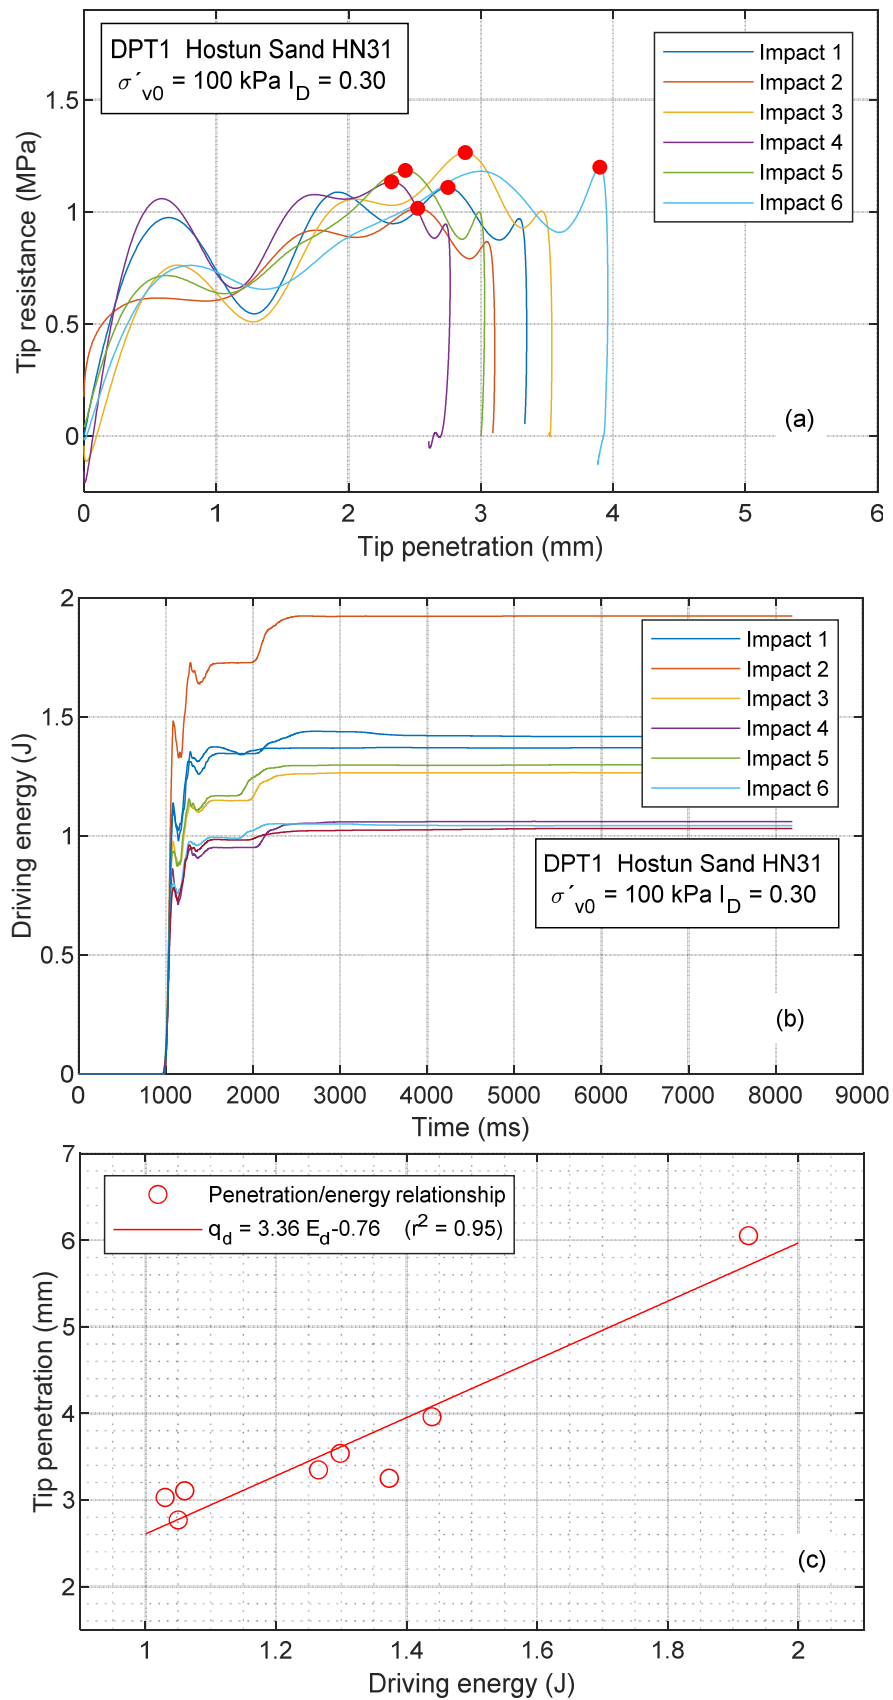 DPT1 Hostun Sand HN31
σ´v0 = 100 kPa ID = 0.30
Impact 1
Impact 2
Impact 3
Impact 4
Impact 5
Impact 6
1.5
1
0.5
0
Tip resistance (MPa)
(a)
0 1 2 3 4 5 6
Tip penetration (mm)
2
1.5
1
0.5
0
Driving energy (J)
Impact 1
Impact 2
Impact 3
Impact 4
Impact 5
Impact 6
DPT1 Hostun Sand HN31
σ´v0 = 100 kPa ID = 0.30
(b)
0 1000 2000 3000 4000 5000 6000 7000 8000 9000
Time (ms)
7
6
5
4
3
2
Tip penetration (mm)
Penetration/energy relationship
qd = 3.36 Ed-0.76 (r2 = 0.95)
(c)
1 1.2 1.4 1.6 1.8 2
Driving energy (J)